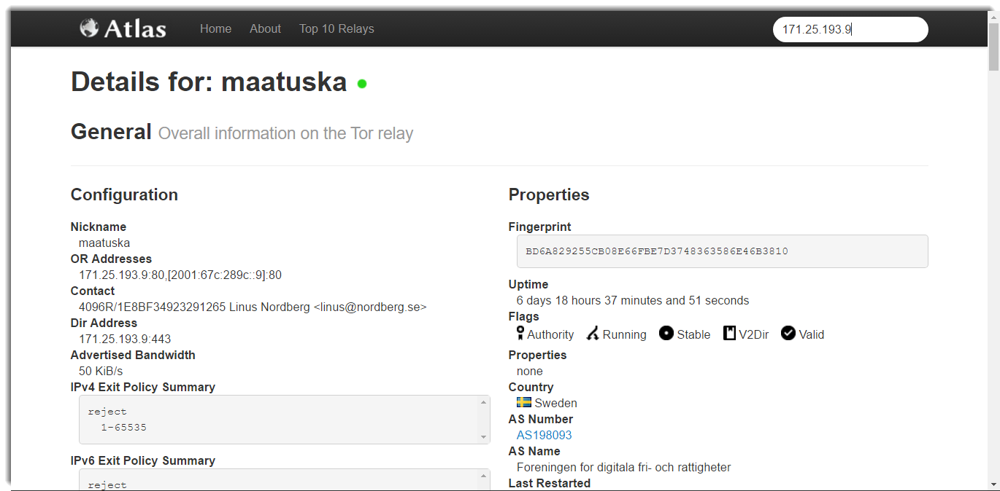 Atlas Home About Top 10 Relays 171.25.193.9
Details for: maatuska
General Overall information on the Tor relay
Configuration
Nickname
maatuska
OR Addresses
171.25.193.9:80,[2001:67c:289c::9]:80
Contact
4096R/1E8BF34923291265 Linus Nordberg <linus@nordberg.se>
Dir Address
171.25.193.9:443
Advertised Bandwidth
50 KiB/s
IPv4 Exit Policy Summary
reject
1-65535
IPv6 Exit Policy Summary
reject
Properties
Fingerprint
BD6A829255CB08E66FBE7D3748363586E46B3810
Uptime
6 days 18 hours 37 minutes and 51 seconds
Flags
Authority Running Stable V2Dir Valid
Properties
none
Country
Sweden
AS Number
AS198093
AS Name
Foreningen for digitala fri- och rattigheter
Last Restarted